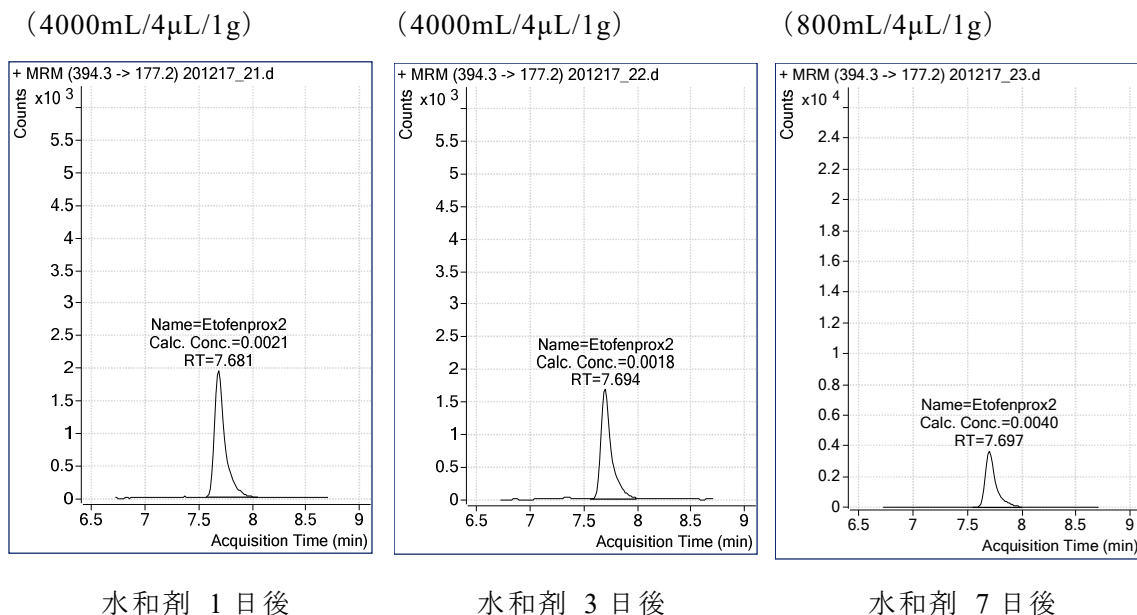 （4000mL/4μL/1g）
（4000mL/4μL/1g）
（800mL/4μL/1g）
+ MRM (394.3 -> 177.2) 201217_21.d
Counts
x10 3
5.5
5
4.5
4
3.5
3
2.5
2
1.5
1
0.5
0
Name=Etofenprox2
Calc. Conc.=0.0021
RT=7.681
6.5 7 7.5 8 8.5 9
Acquisition Time (min)
+ MRM (394.3 -> 177.2) 201217_22.d
Counts
x10 3
5.5
5
4.5
4
3.5
3
2.5
2
1.5
1
0.5
0
Name=Etofenprox2
Calc. Conc.=0.0018
RT=7.694
6.5 7 7.5 8 8.5 9
Acquisition Time (min)
+ MRM (394.3 -> 177.2) 201217_23.d
Counts
x10 4
2.4
2.2
2
1.8
1.6
1.4
1.2
1
0.8
0.6
0.4
0.2
0
Name=Etofenprox2
Calc. Conc.=0.0040
RT=7.697
6.5 7 7.5 8 8.5 9
Acquisition Time (min)
水和剤 1 日後
水和剤 3 日後
水和剤 7 日後